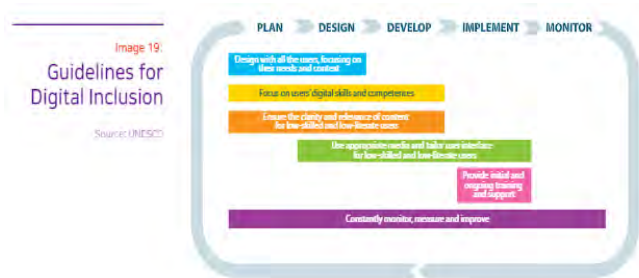 Image 19.
Guidelines for
Digital Inclusion
Source: UNESCO
PLAN DESIGN DEVELOP IMPLEMENT MONITOR
Design with all the users, focusing on
their needs and context
Focus on users' digital skills and competences
Ensure the clarity and relevance of content
for low-skilled and low-literate users
Use appropriate media and tailor user interface
for low-skilled and low-literate users
Provide initial and
ongoing training
and support
Constantly monitor, measure and improve